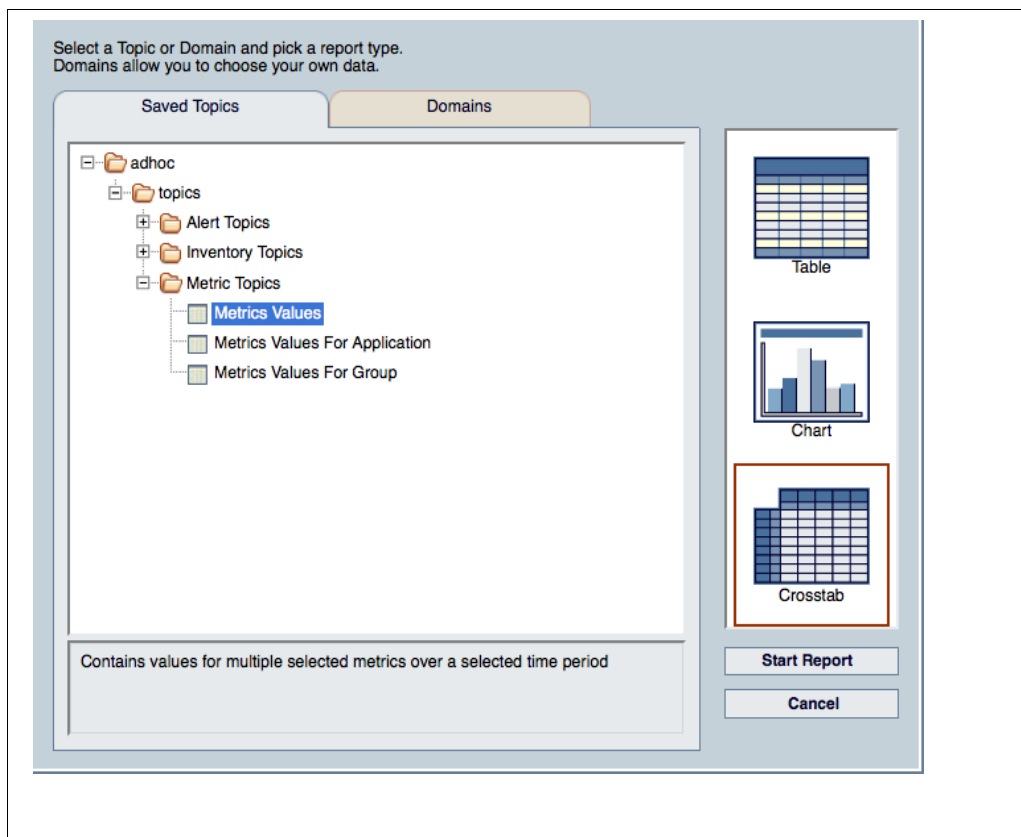 Select a Topic or Domain and pick a report type.
Domains allow you to choose your own data.
Saved Topics
Domains
adhoc
topics
Alert Topics
Inventory Topics
Metric Topics
Metrics Values
Metrics Values For Application
Metrics Values For Group
Contains values for multiple selected metrics over a selected time period
Table
Chart
Crosstab
Start Report
Cancel